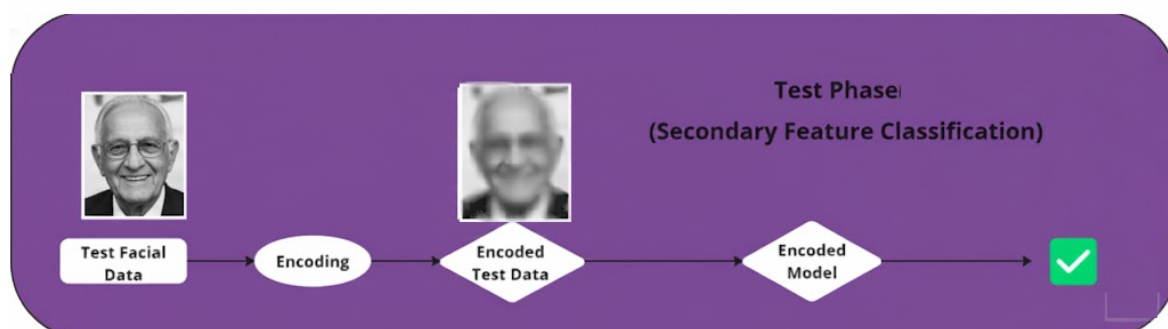 Test Phase
(Secondary Feature Classification)
Test Facial
Data
Encoding
Encoded
Test Data
Encoded
Model